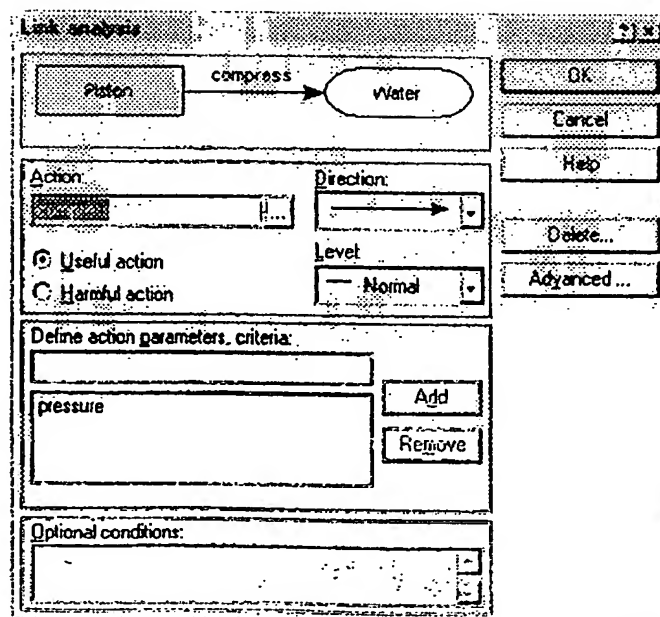 Link analysis
compress
Piston
Water
OK
Cancel
Help
Delete...
Advanced ...
Action:
...
Direction:
Useful action
Harmful action
Level:
Normal
Define action parameters, criteria:
pressure
Add
Remove
Optional conditions: